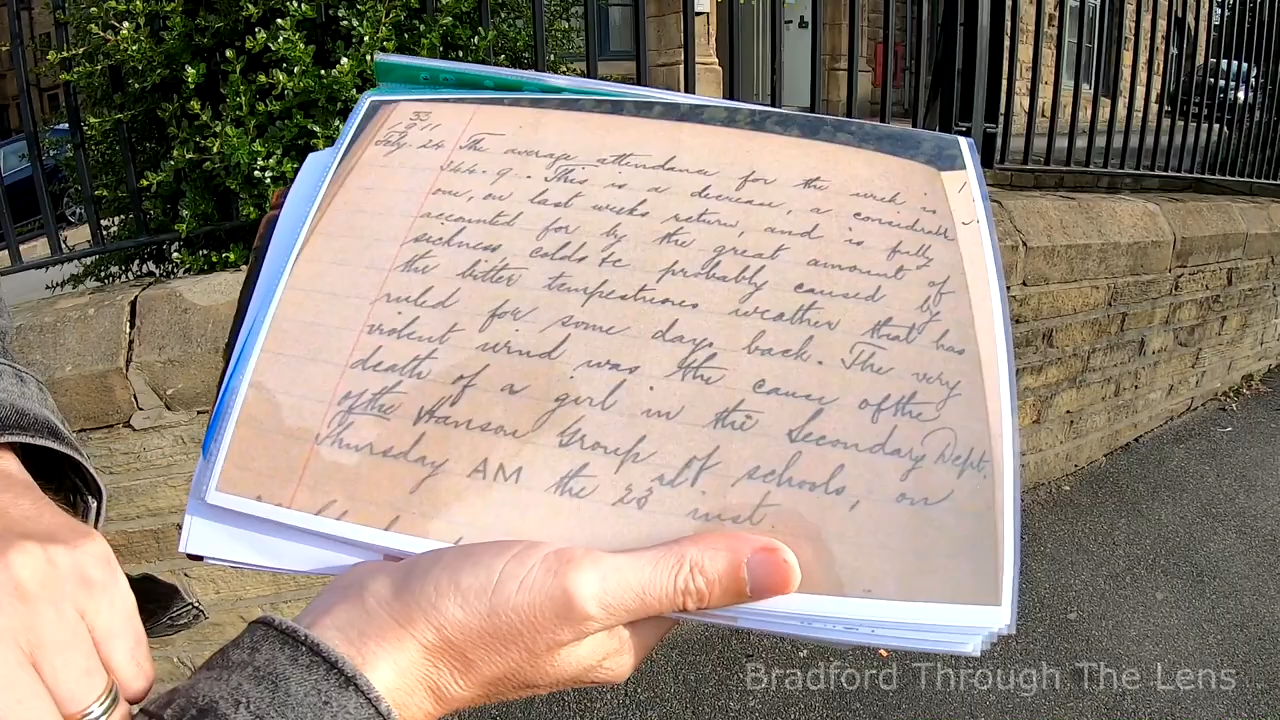 33
1911
Feby. 24 The average attendance for the week is
344.9. This is a decrease, a considerable
one, on last weeks return, and is fully
accounted for by the great amount of
sickness colds &c probably caused by
the bitter tempestuous weather that has
ruled for some days back. The very
violent wind was the cause of the
death of a girl in the Secondary Dept.
of the Hanson Group of schools, on
Thursday AM the 23 inst.
Bradford Through The Lens